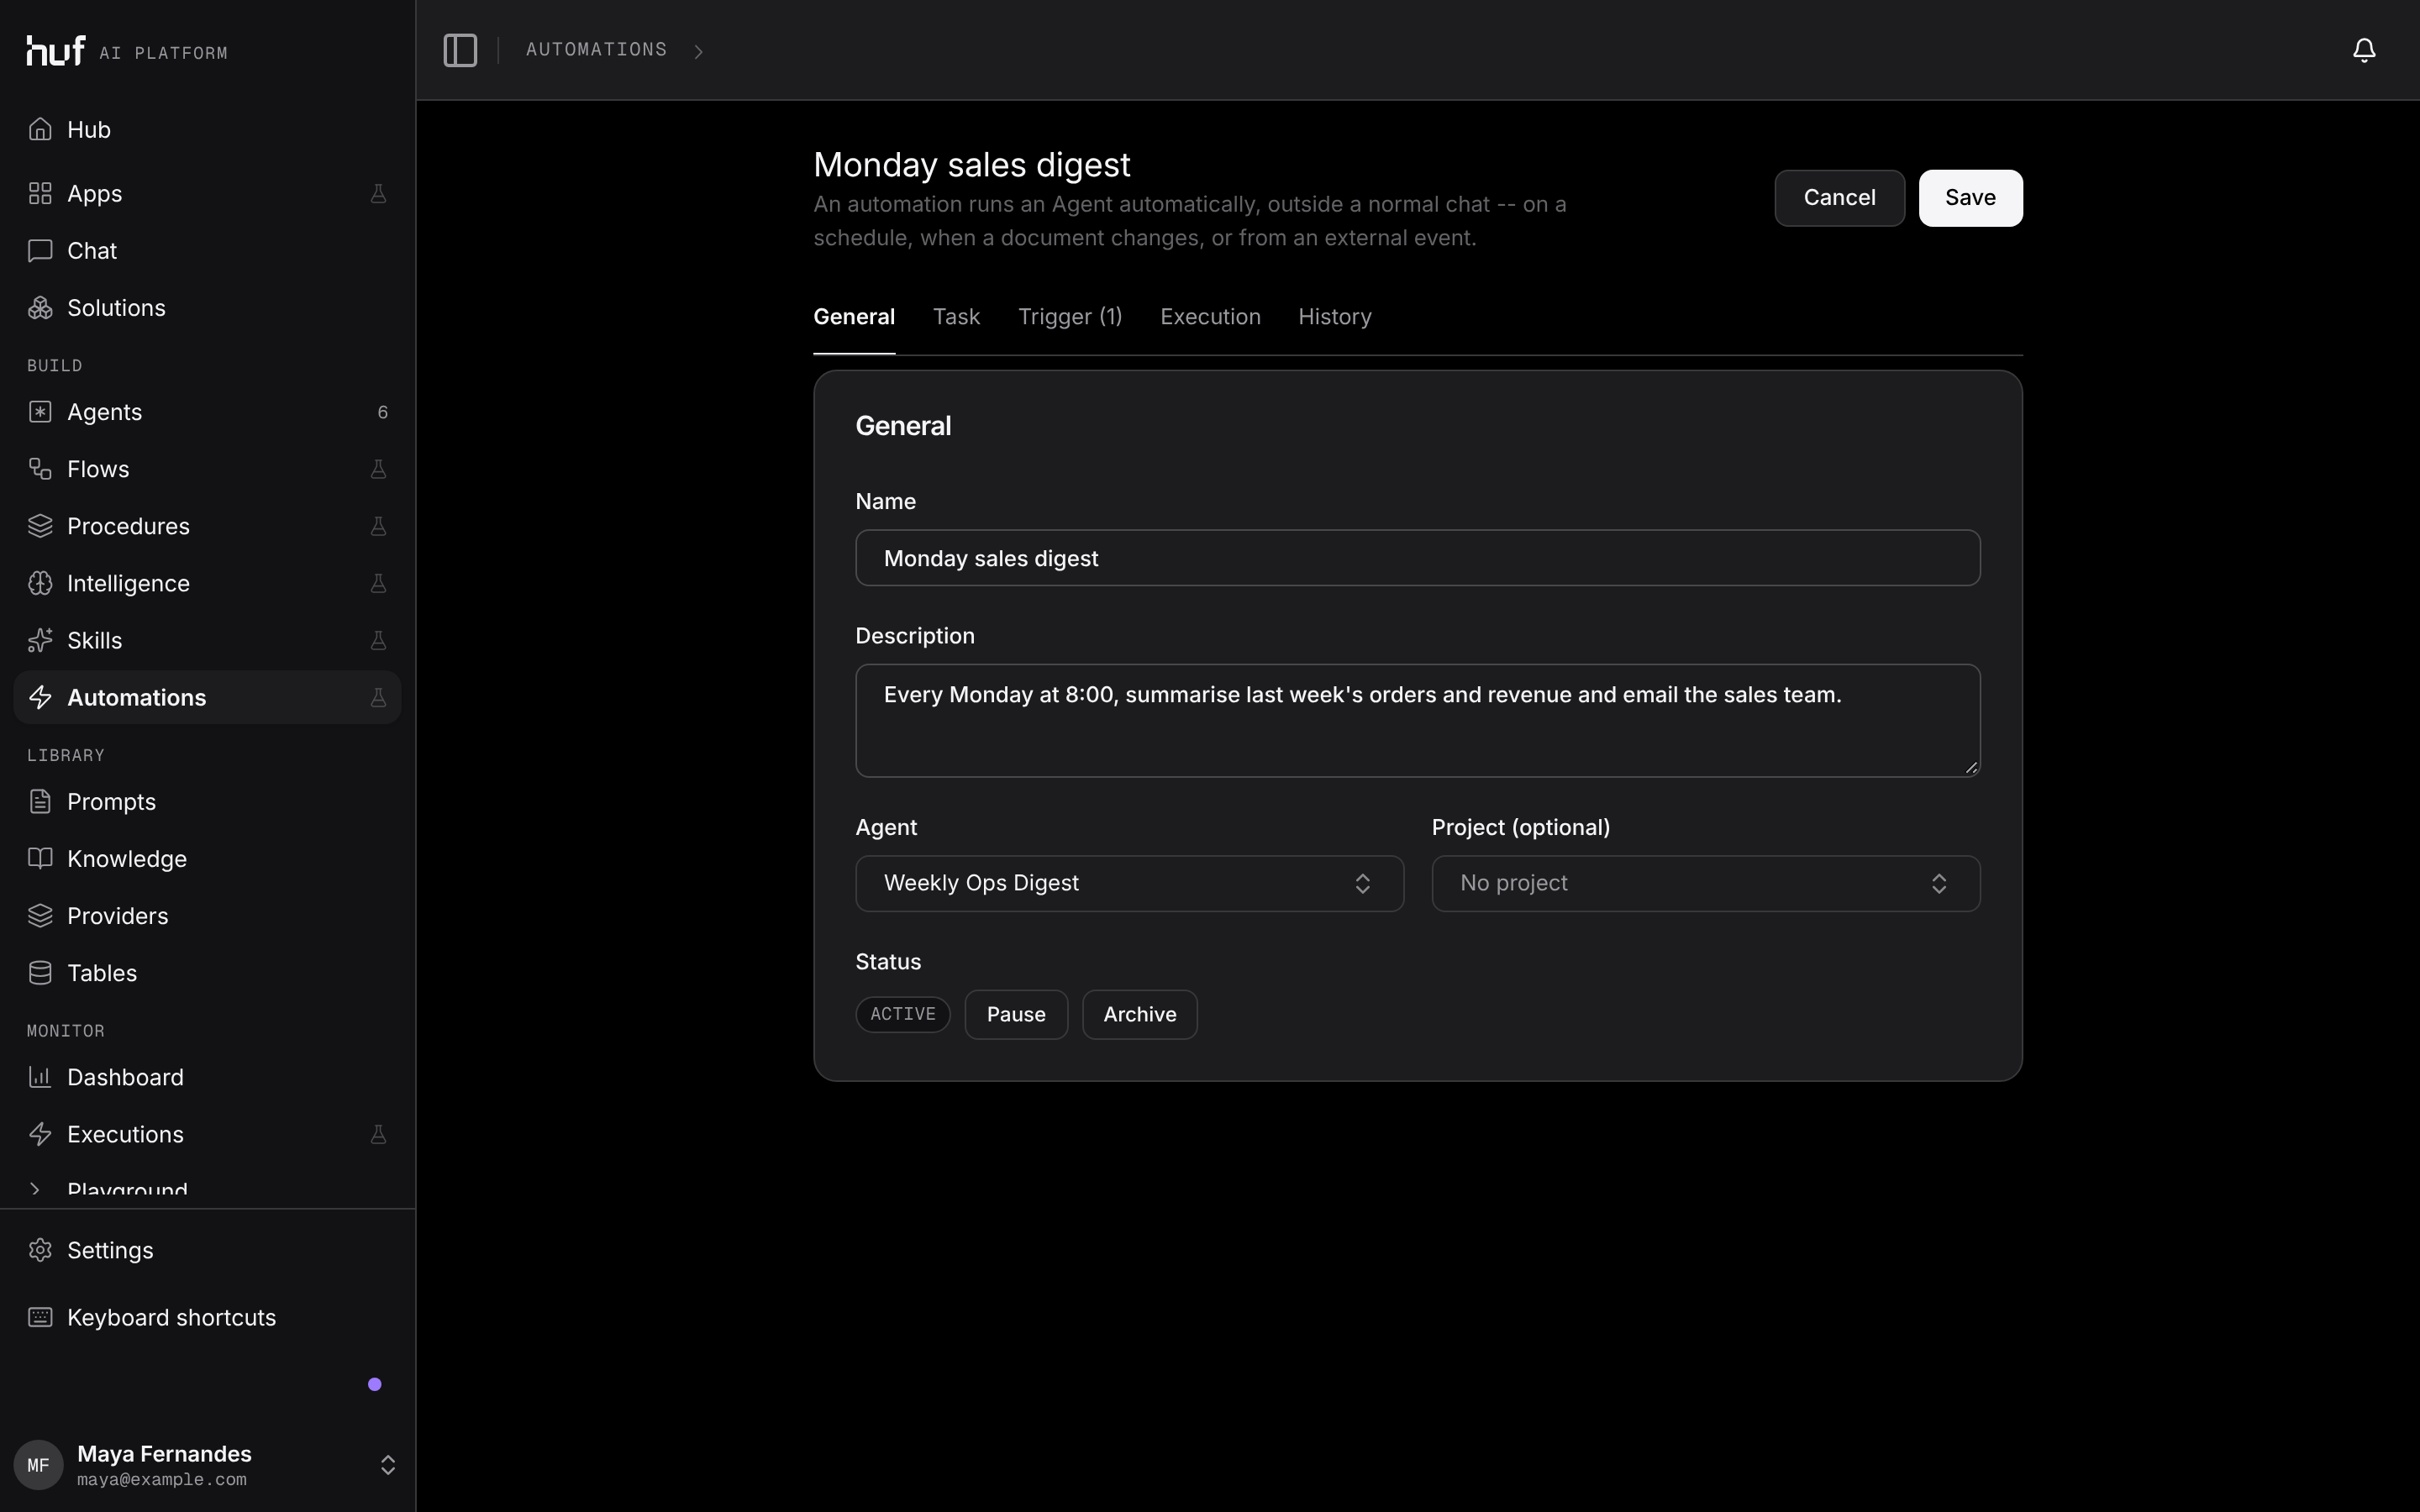 huf AI PLATFORM
Hub
Apps
Chat
Solutions
BUILD
Agents 6
Flows
Procedures
Intelligence
Skills
Automations
LIBRARY
Prompts
Knowledge
Providers
Tables
MONITOR
Dashboard
Executions
Playground
Settings
Keyboard shortcuts
MF Maya Fernandes
maya@example.com
AUTOMATIONS
Monday sales digest
An automation runs an Agent automatically, outside a normal chat -- on a
schedule, when a document changes, or from an external event.
Cancel Save
General Task Trigger (1) Execution History
General
Name
Monday sales digest
Description
Every Monday at 8:00, summarise last week's orders and revenue and email the sales team.
Agent Project (optional)
Weekly Ops Digest No project
Status
ACTIVE Pause Archive